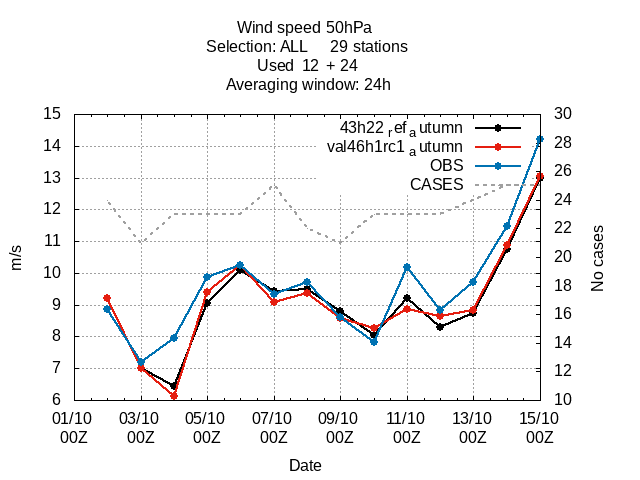 Wind speed 50hPa
Selection: ALL 29 stations
Used 12 + 24
Averaging window: 24h
15 30
14 28
13 26
12 24
11 22
10 20
9 18
8 16
7 14
6 12
10
43h22 refautumn
val46h1rc1 autumn
OBS
CASES
m/s
No cases
01/10 03/10 05/10 07/10 09/10 11/10 13/10 15/10
00Z 00Z 00Z 00Z 00Z 00Z 00Z 00Z
Date